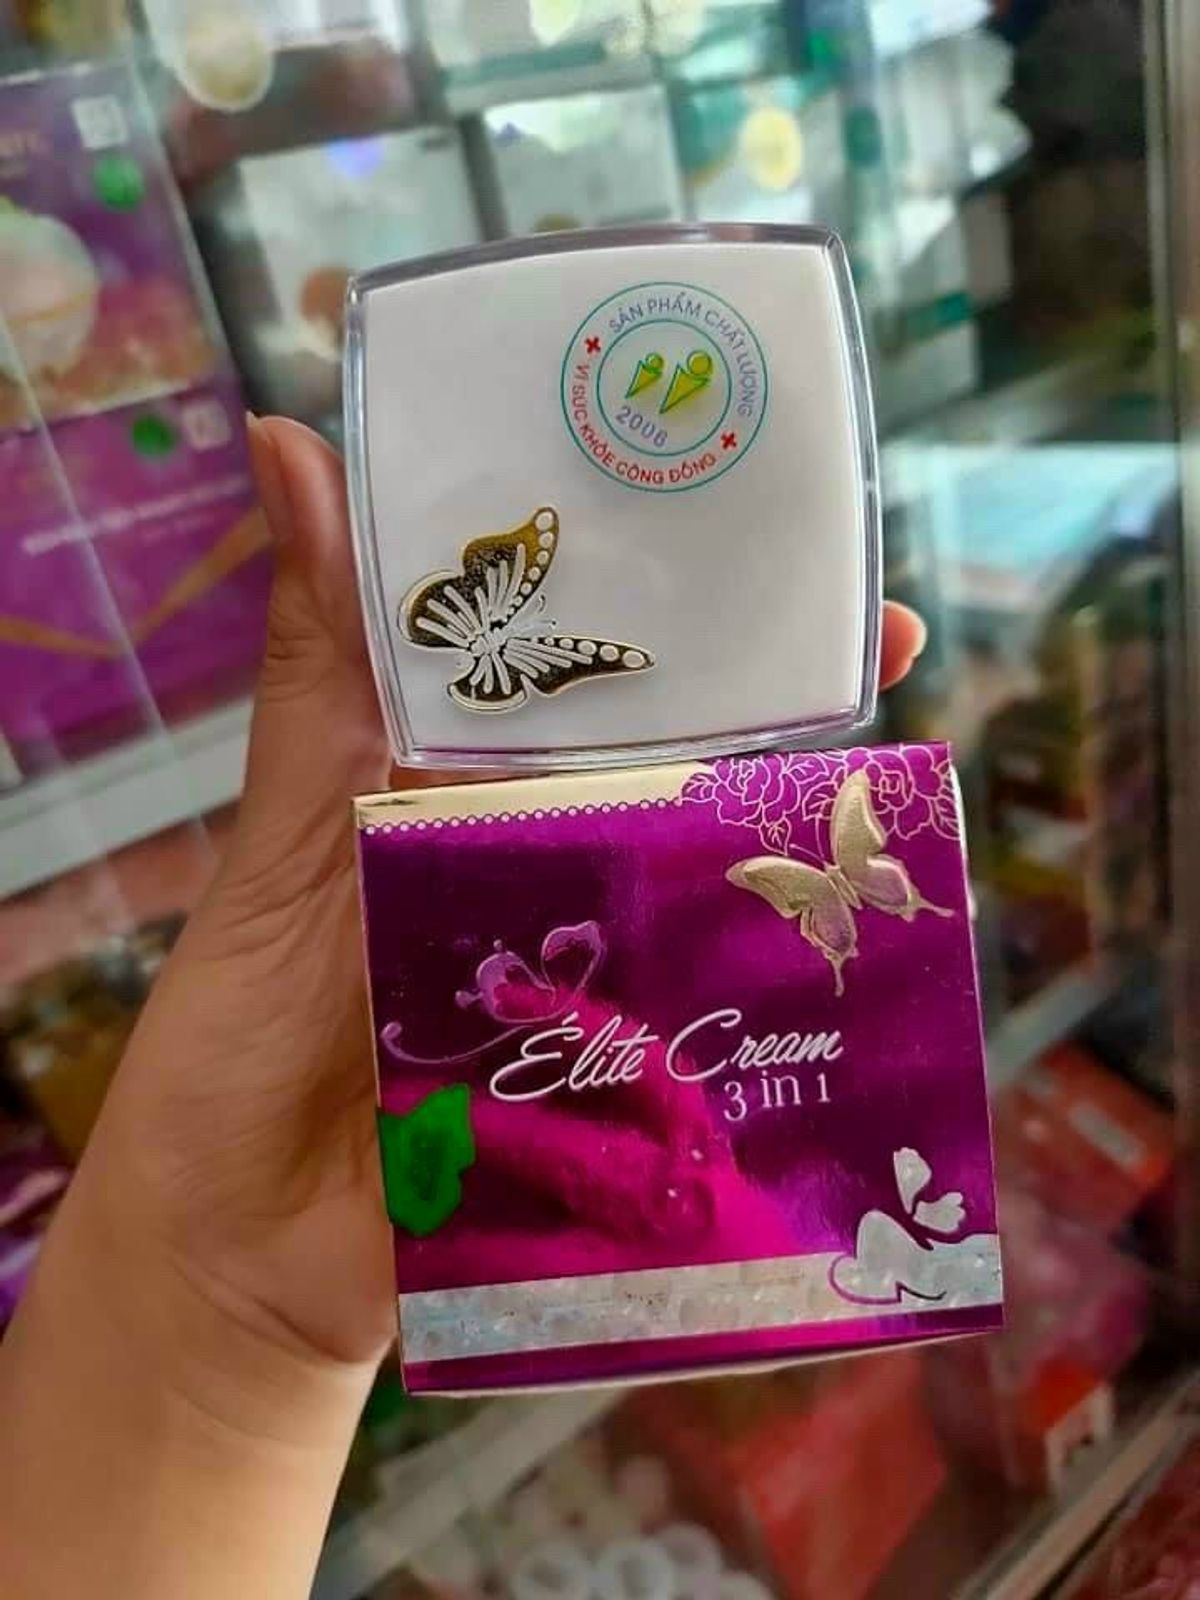 SẢN PHẨM CHẤT LƯỢNG
VÌ SỨC KHỎE CỘNG ĐỒNG
2006
Élite Cream
3 in 1